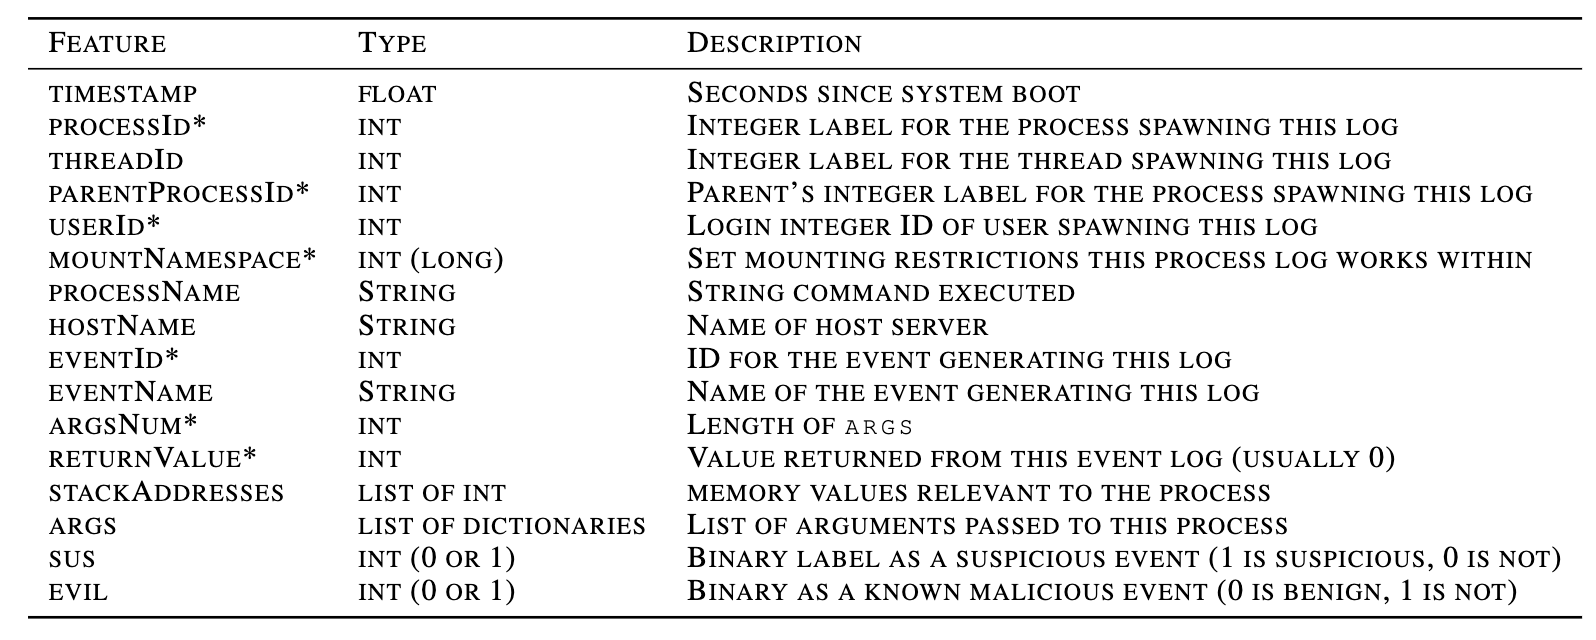 FEATURE TYPE DESCRIPTION
TIMESTAMP FLOAT SECONDS SINCE SYSTEM BOOT
PROCESSID* INT INTEGER LABEL FOR THE PROCESS SPAWNING THIS LOG
THREADID INT INTEGER LABEL FOR THE THREAD SPAWNING THIS LOG
PARENTPROCESSID* INT PARENT'S INTEGER LABEL FOR THE PROCESS SPAWNING THIS LOG
USERID* INT LOGIN INTEGER ID OF USER SPAWNING THIS LOG
MOUNTNAMESPACE* INT (LONG) SET MOUNTING RESTRICTIONS THIS PROCESS LOG WORKS WITHIN
PROCESSNAME STRING STRING COMMAND EXECUTED
HOSTNAME STRING NAME OF HOST SERVER
EVENTID* INT ID FOR THE EVENT GENERATING THIS LOG
EVENTNAME STRING NAME OF THE EVENT GENERATING THIS LOG
ARGSNUM* INT LENGTH OF ARGS
RETURNVALUE* INT VALUE RETURNED FROM THIS EVENT LOG (USUALLY 0)
STACKADDRESSES LIST OF INT MEMORY VALUES RELEVANT TO THE PROCESS
ARGS LIST OF DICTIONARIES LIST OF ARGUMENTS PASSED TO THIS PROCESS
SUS INT (0 OR 1) BINARY LABEL AS A SUSPICIOUS EVENT (1 IS SUSPICIOUS, 0 IS NOT)
EVIL INT (0 OR 1) BINARY AS A KNOWN MALICIOUS EVENT (0 IS BENIGN, 1 IS NOT)